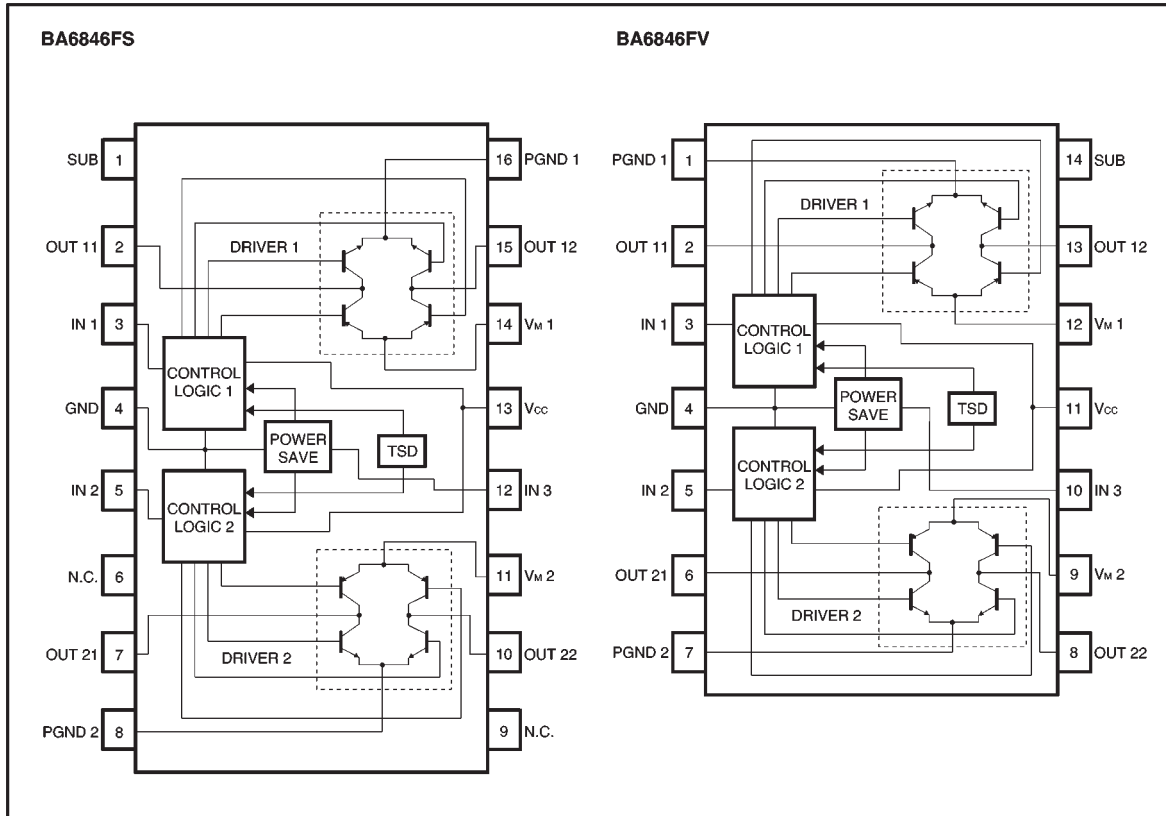 BA6846FS
SUB 1
OUT 11 2
IN 1 3
GND 4
IN 2 5
N.C. 6
OUT 21 7
PGND 2 8
16 PGND 1
15 OUT 12
14 VM 1
13 VCC
12 IN 3
11 VM 2
10 OUT 22
9 N.C.
DRIVER 1
CONTROL
LOGIC 1
POWER
SAVE
TSD
CONTROL
LOGIC 2
DRIVER 2
BA6846FV
PGND 1 1
OUT 11 2
IN 1 3
GND 4
IN 2 5
OUT 21 6
PGND 2 7
14 SUB
13 OUT 12
12 VM 1
11 VCC
10 IN 3
9 VM 2
8 OUT 22
DRIVER 1
CONTROL
LOGIC 1
POWER
SAVE
TSD
CONTROL
LOGIC 2
DRIVER 2